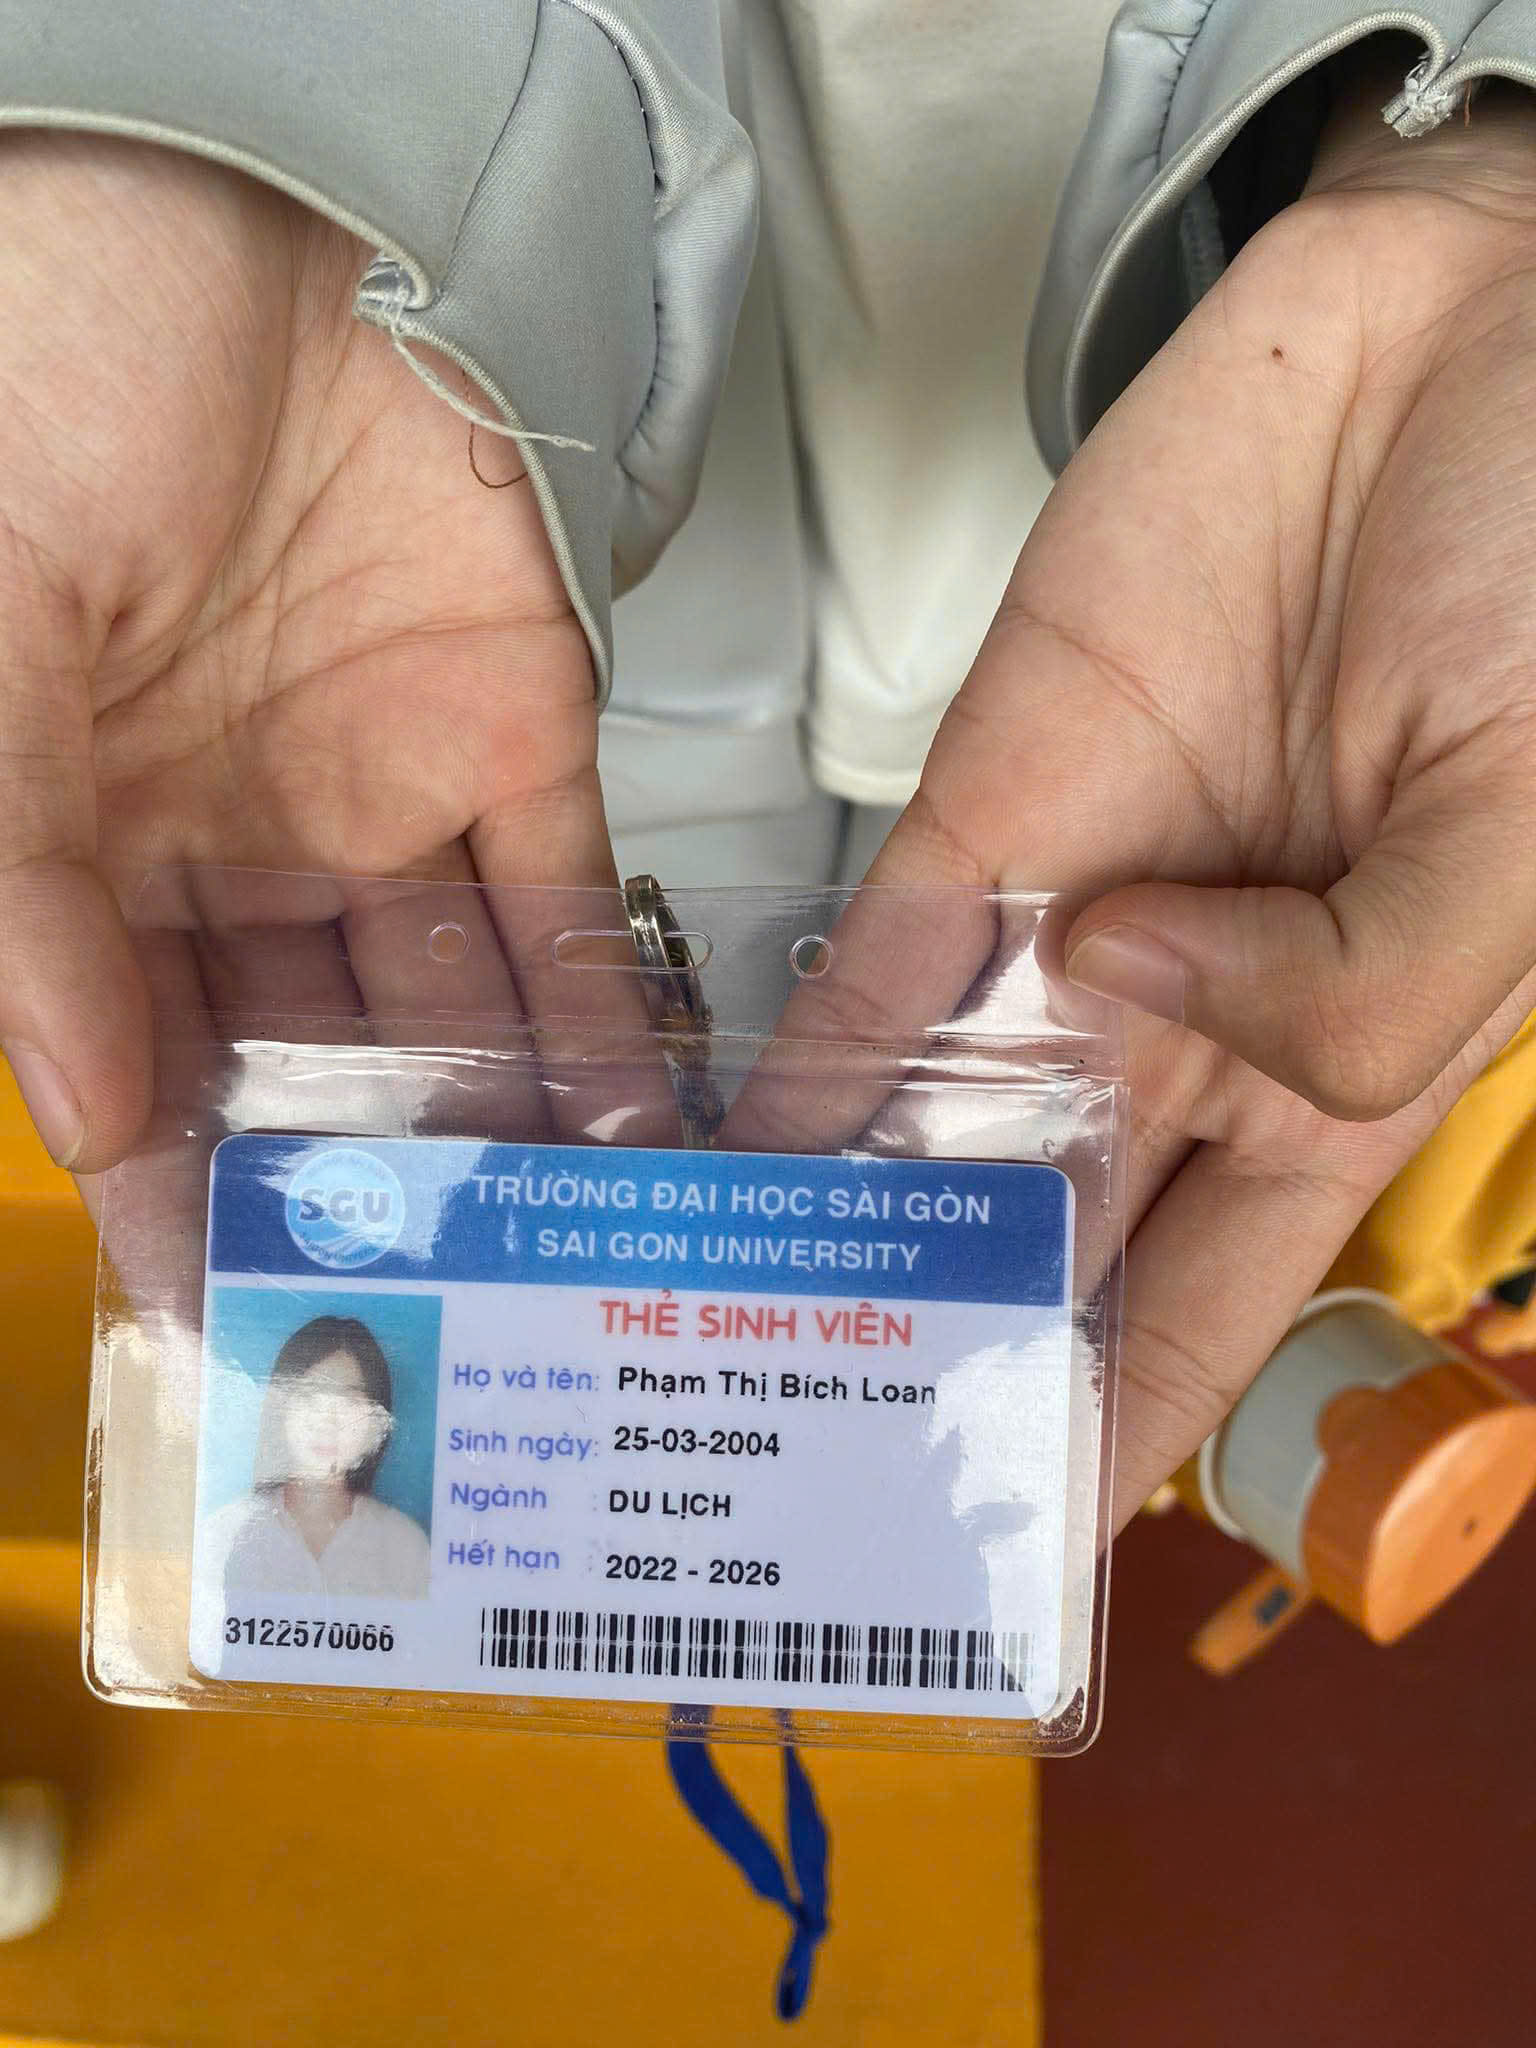 SGU
TRƯỜNG ĐẠI HỌC SÀI GÒN
SAI GON UNIVERSITY
THẺ SINH VIÊN
Họ và tên: Phạm Thị Bích Loan
Sinh ngày: 25-03-2004
Ngành : DU LỊCH
Hết hạn : 2022 - 2026
3122570066